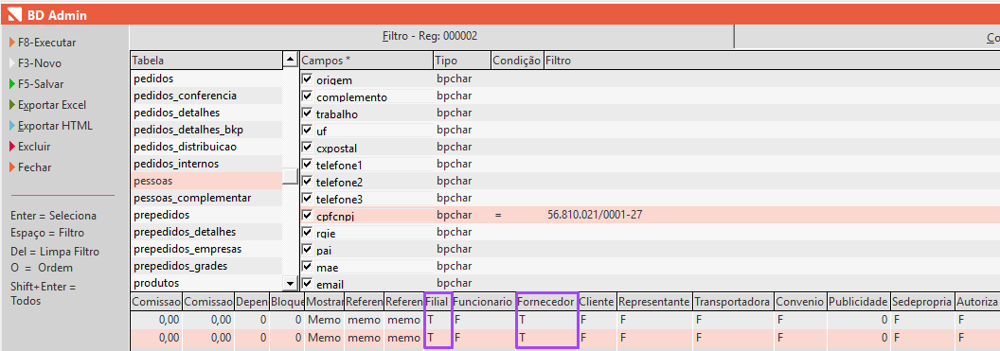 BD Admin
F8-Executar
F3-Novo
F5-Salvar
Exportar Excel
Exportar HTML
Excluir
Fechar
Enter = Seleciona
Espaço = Filtro
Del = Limpa Filtro
O = Ordem
Shift+Enter =
Todos
Filtro - Reg: 000002
Co
Tabela
pedidos
pedidos_conferencia
pedidos_detalhes
pedidos_detalhes_bkp
pedidos_distribuicao
pedidos_internos
pessoas
pessoas_complementar
prepedidos
prepedidos_detalhes
prepedidos_empresas
prepedidos_grades
produtos
Campos * Tipo Condição Filtro
origem bpchar
complemento bpchar
trabalho bpchar
uf bpchar
cxpostal bpchar
telefone1 bpchar
telefone2 bpchar
telefone3 bpchar
cpfcnpj bpchar = 56.810.021/0001-27
rgie bpchar
pai bpchar
mae bpchar
email bpchar
Comissao Comissao Depen Bloque Mostrar Referen Referen Filial Funcionario Fornecedor Cliente Representante Transportadora Convenio Publicidade Sedepropria Autoriza
0,00 0,00 0 0 Memo memo memo T F T F F F F 0 F F
0,00 0,00 0 0 Memo memo memo T F T F F F F 0 F F